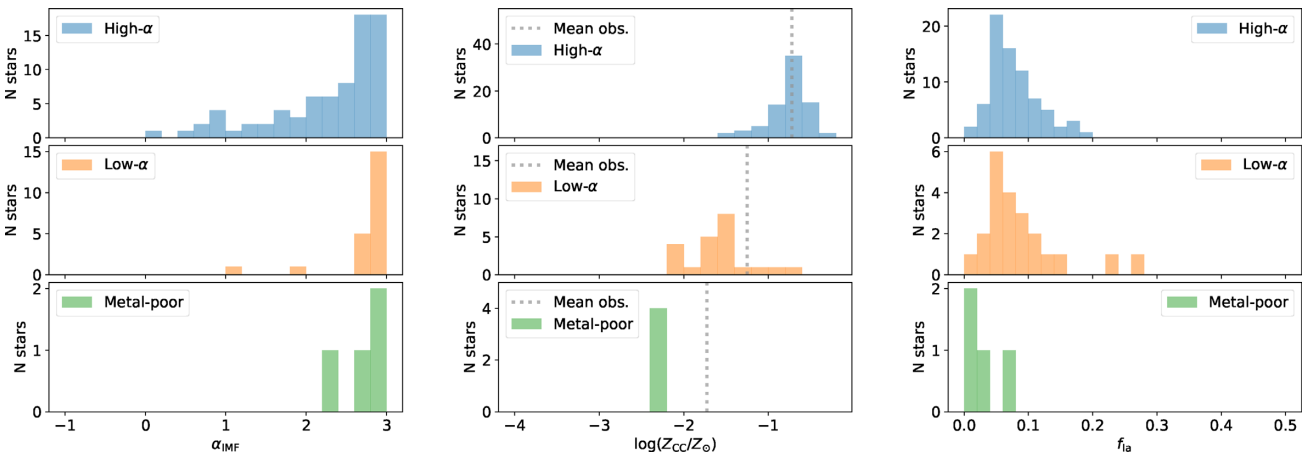 15
10
5
0
N stars
High-α
15
10
5
0
N stars
Low-α
2
1
0
N stars
Metal-poor
−1
0
1
2
3
α_IMF
40
20
0
N stars
Mean obs.
High-α
15
10
5
0
N stars
Mean obs.
Low-α
4
2
0
N stars
Mean obs.
Metal-poor
−4
−3
−2
−1
log(Z_CC/Z_⊙)
20
10
0
N stars
High-α
6
4
2
0
N stars
Low-α
2
1
0
N stars
Metal-poor
0.0
0.1
0.2
0.3
0.4
0.5
f_Ia